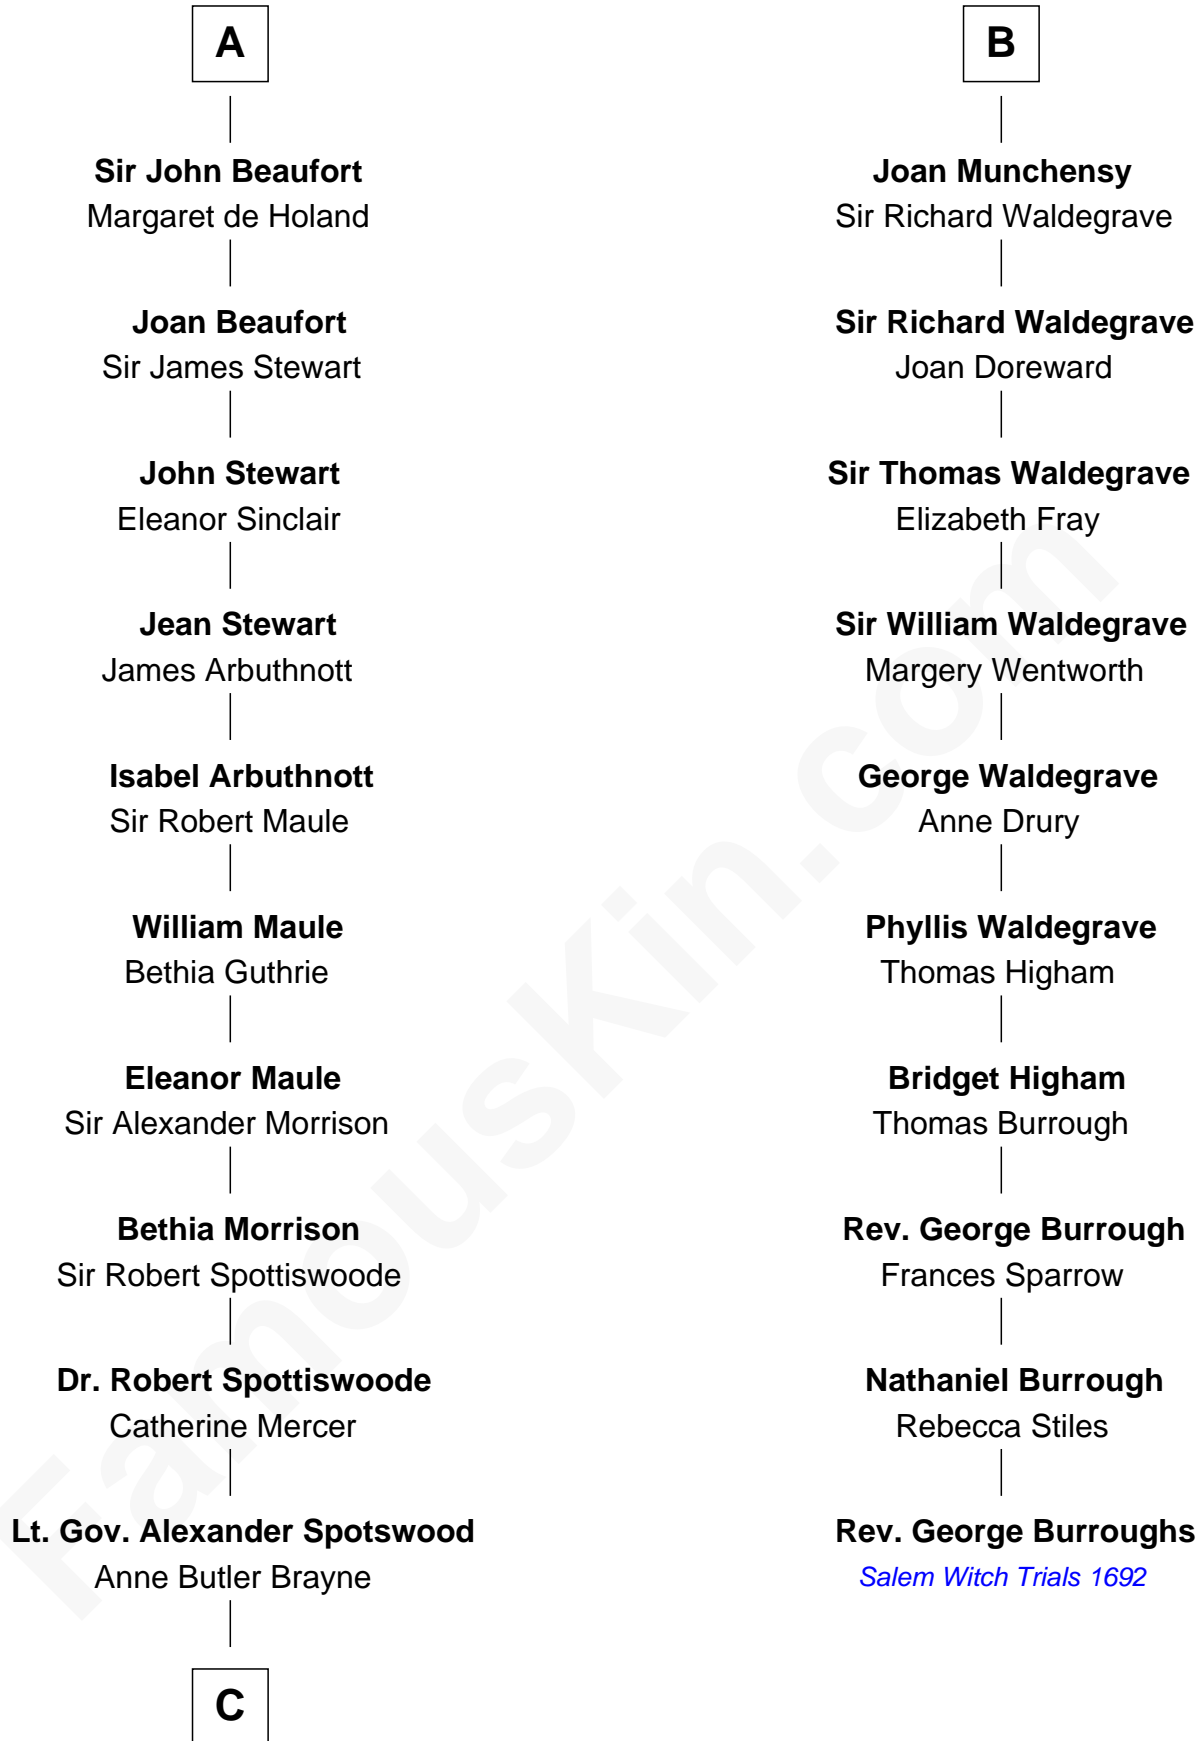 A
Sir John Beaufort
Margaret de Holand
Joan Beaufort
Sir James Stewart
John Stewart
Eleanor Sinclair
Jean Stewart
James Arbuthnott
Isabel Arbuthnott
Sir Robert Maule
William Maule
Bethia Guthrie
Eleanor Maule
Sir Alexander Morrison
Bethia Morrison
Sir Robert Spottiswoode
Dr. Robert Spottiswoode
Catherine Mercer
Lt. Gov. Alexander Spotswood
Anne Butler Brayne
C
B
Joan Munchensy
Sir Richard Waldegrave
Sir Richard Waldegrave
Joan Doreward
Sir Thomas Waldegrave
Elizabeth Fray
Sir William Waldegrave
Margery Wentworth
George Waldegrave
Anne Drury
Phyllis Waldegrave
Thomas Higham
Bridget Higham
Thomas Burrough
Rev. George Burrough
Frances Sparrow
Nathaniel Burrough
Rebecca Stiles
Rev. George Burroughs
Salem Witch Trials 1692
FamousKin.com